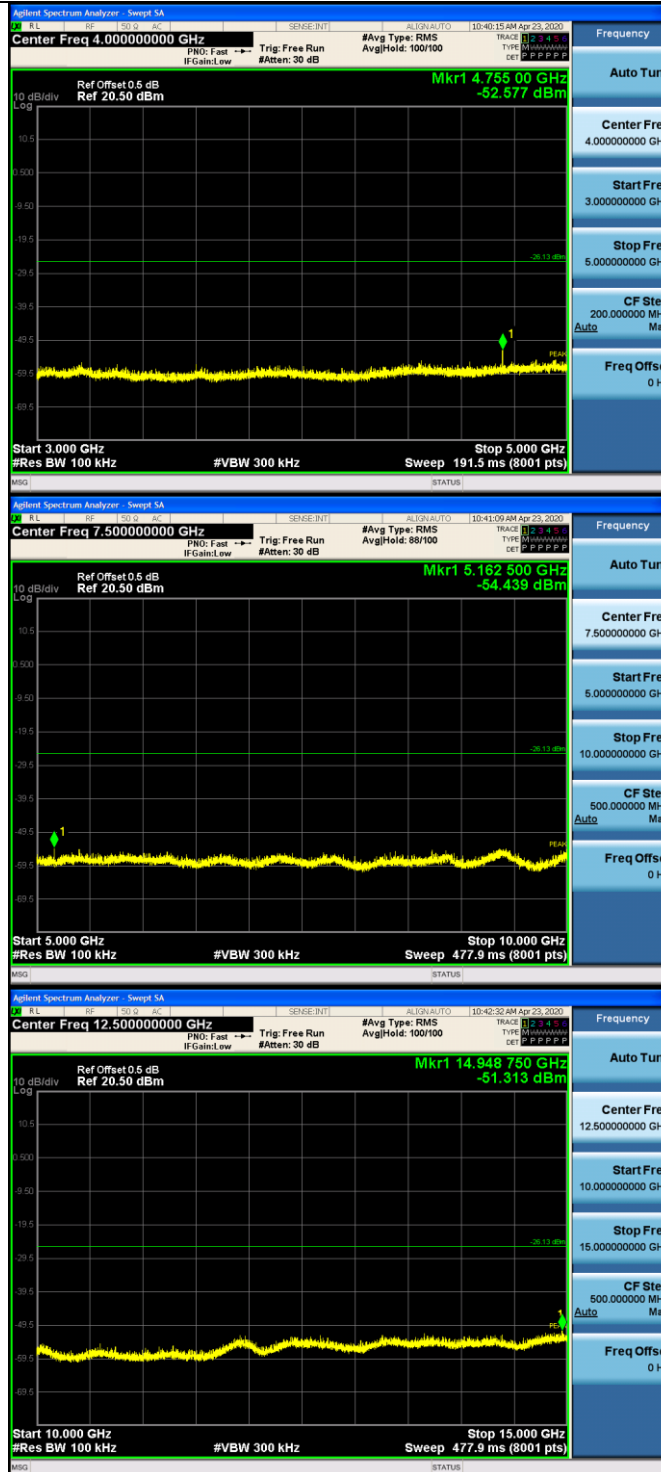 Agilent Spectrum Analyzer - Swept SA
RL RF 50 Ω AC SENSE:INT ALIGNAUTO 10:40:15 AM Apr 23, 2020
Center Freq 4.000000000 GHz #Avg Type: RMS TRACE 1 2 3 4 5 6
PNO: Fast Trig: Free Run Avg|Hold: 100/100 TYPE M
IFGain:Low #Atten: 30 dB DET P P P P P P
Mkr1 4.755 00 GHz
Ref Offset 0.5 dB
10 dB/div Ref 20.50 dBm -52.577 dBm
Log
10.5
0.500
-9.50
-19.5
-26.13 dBm
-29.5
-39.5
-49.5
1
PEAK
-59.5
-69.5
Start 3.000 GHz Stop 5.000 GHz
#Res BW 100 kHz #VBW 300 kHz Sweep 191.5 ms (8001 pts)
MSG STATUS
Frequency
Auto Tun
Center Fre
4.000000000 GH
Start Fre
3.000000000 GH
Stop Fre
5.000000000 GH
CF Ste
200.000000 MH
Auto Ma
Freq Offse
0 H
Agilent Spectrum Analyzer - Swept SA
RL RF 50 Ω AC SENSE:INT ALIGNAUTO 10:41:09 AM Apr 23, 2020
Center Freq 7.500000000 GHz #Avg Type: RMS TRACE 1 2 3 4 5 6
PNO: Fast Trig: Free Run Avg|Hold: 88/100 TYPE M
IFGain:Low #Atten: 30 dB DET P P P P P P
Mkr1 5.162 500 GHz
Ref Offset 0.5 dB
10 dB/div Ref 20.50 dBm -54.439 dBm
Log
10.5
0.500
-9.50
-19.5
-26.13 dBm
-29.5
-39.5
-49.5
1
PEAK
-59.5
-69.5
Start 5.000 GHz Stop 10.000 GHz
#Res BW 100 kHz #VBW 300 kHz Sweep 477.9 ms (8001 pts)
MSG STATUS
Frequency
Auto Tun
Center Fre
7.500000000 GH
Start Fre
5.000000000 GH
Stop Fre
10.000000000 GH
CF Ste
500.000000 MH
Auto Ma
Freq Offse
0 H
Agilent Spectrum Analyzer - Swept SA
RL RF 50 Ω AC SENSE:INT ALIGNAUTO 10:42:32 AM Apr 23, 2020
Center Freq 12.500000000 GHz #Avg Type: RMS TRACE 1 2 3 4 5 6
PNO: Fast Trig: Free Run Avg|Hold: 100/100 TYPE M
IFGain:Low #Atten: 30 dB DET P P P P P P
Mkr1 14.948 750 GHz
Ref Offset 0.5 dB
10 dB/div Ref 20.50 dBm -51.313 dBm
Log
10.5
0.500
-9.50
-19.5
-26.13 dBm
-29.5
-39.5
-49.5
1
-59.5
-69.5
Start 10.000 GHz Stop 15.000 GHz
#Res BW 100 kHz #VBW 300 kHz Sweep 477.9 ms (8001 pts)
MSG STATUS
Frequency
Auto Tun
Center Fre
12.500000000 GH
Start Fre
10.000000000 GH
Stop Fre
15.000000000 GH
CF Ste
500.000000 MH
Auto Ma
Freq Offse
0 H